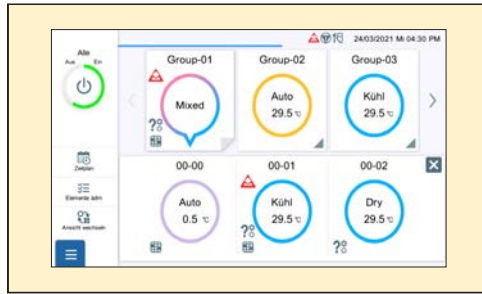 24/03/2021 Mi 04:30 PM
Alle
Aus Ein
Group-01
Group-02
Group-03
Mixed
Auto
29.5 °C
Kühl
29.5 °C
Zeitplan
00-00
00-01
00-02
Elemente adm
Auto
0.5 °C
Kühl
29.5 °C
Dry
29.5 °C
Ansicht wechseln